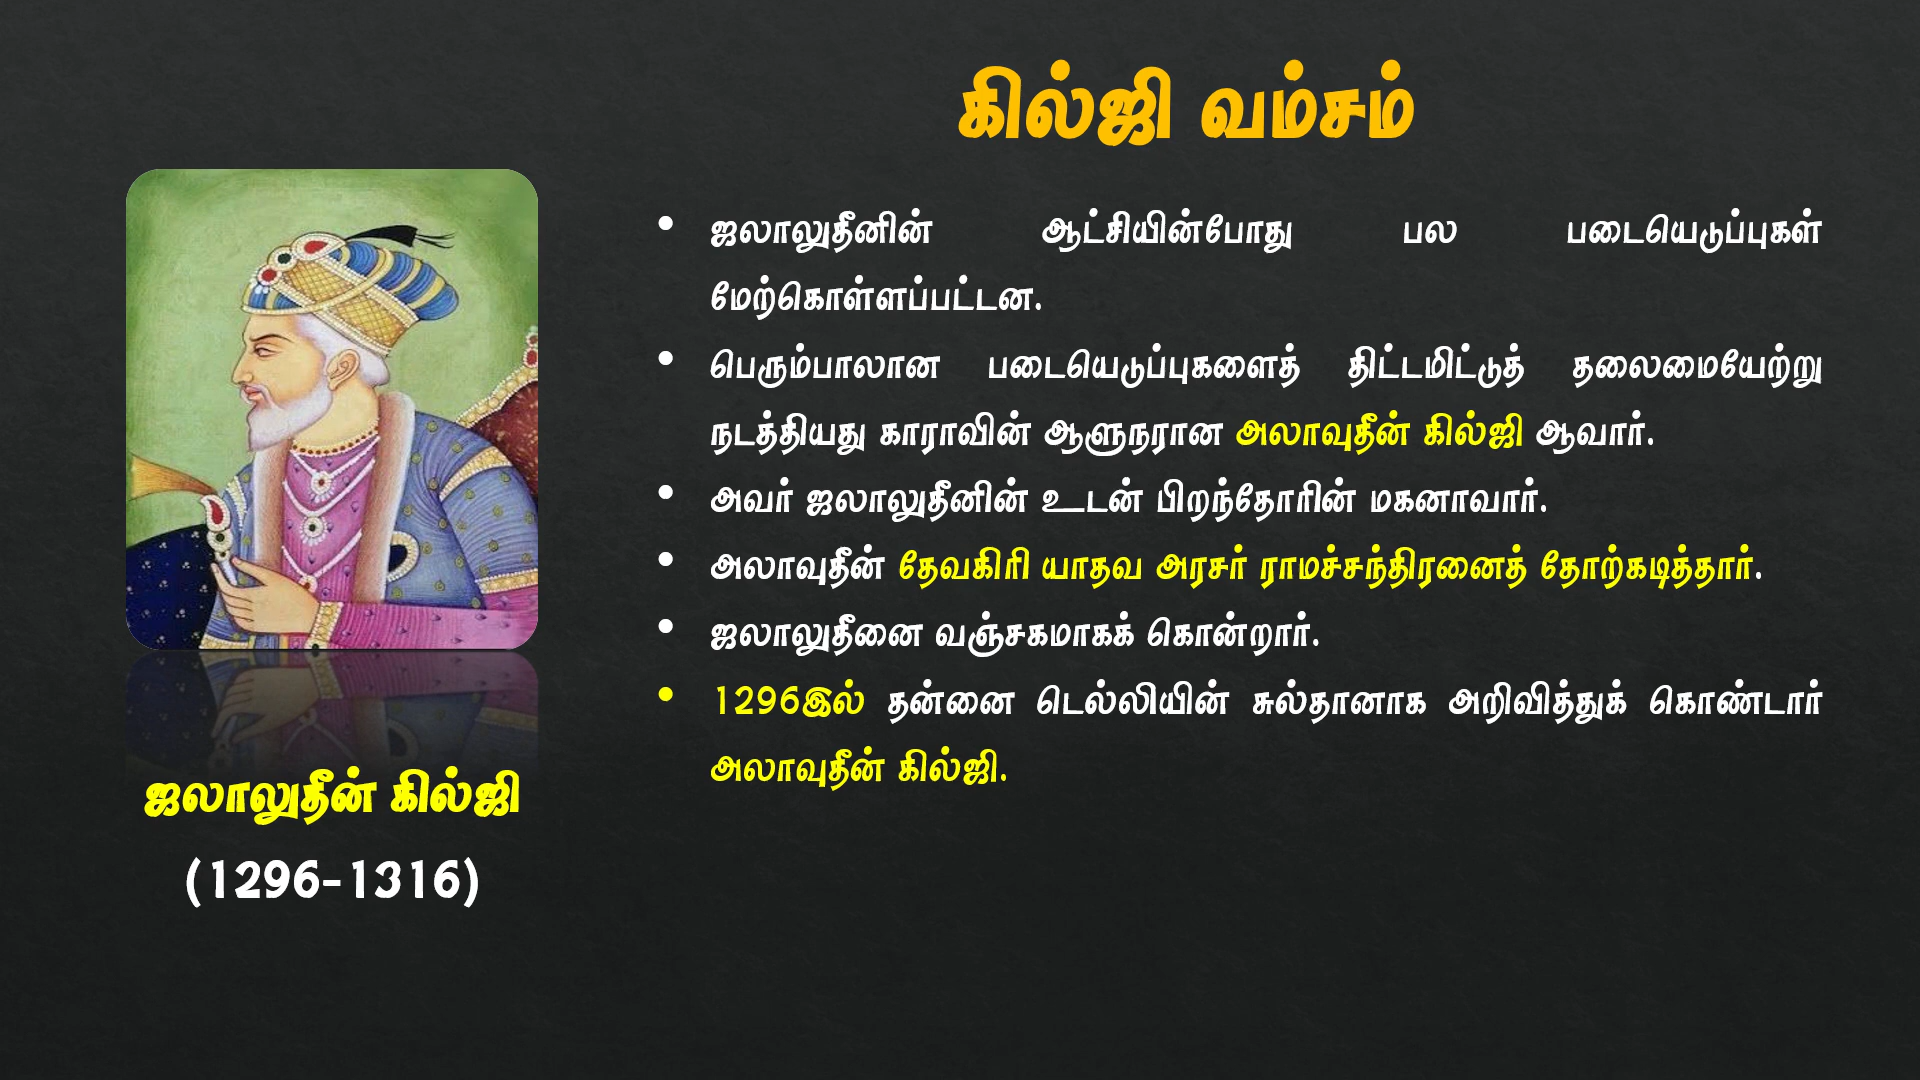 கில்ஜி வம்சம்
• ஜலாலுதீனின் ஆட்சியின்போது பல படையெடுப்புகள்
மேற்கொள்ளப்பட்டன.
• பெரும்பாலான படையெடுப்புகளைத் திட்டமிட்டுத் தலைமையேற்று
நடத்தியது காராவின் ஆளுநரான அலாவுதீன் கில்ஜி ஆவார்.
• அவர் ஜலாலுதீனின் உடன் பிறந்தோரின் மகனாவார்.
• அலாவுதீன் தேவகிரி யாதவ அரசர் ராமச்சந்திரனைத் தோற்கடித்தார்.
• ஜலாலுதீனை வஞ்சகமாகக் கொன்றார்.
• 1296இல் தன்னை டெல்லியின் சுல்தானாக அறிவித்துக் கொண்டார்
அலாவுதீன் கில்ஜி.
ஜலாலுதீன் கில்ஜி
(1296-1316)